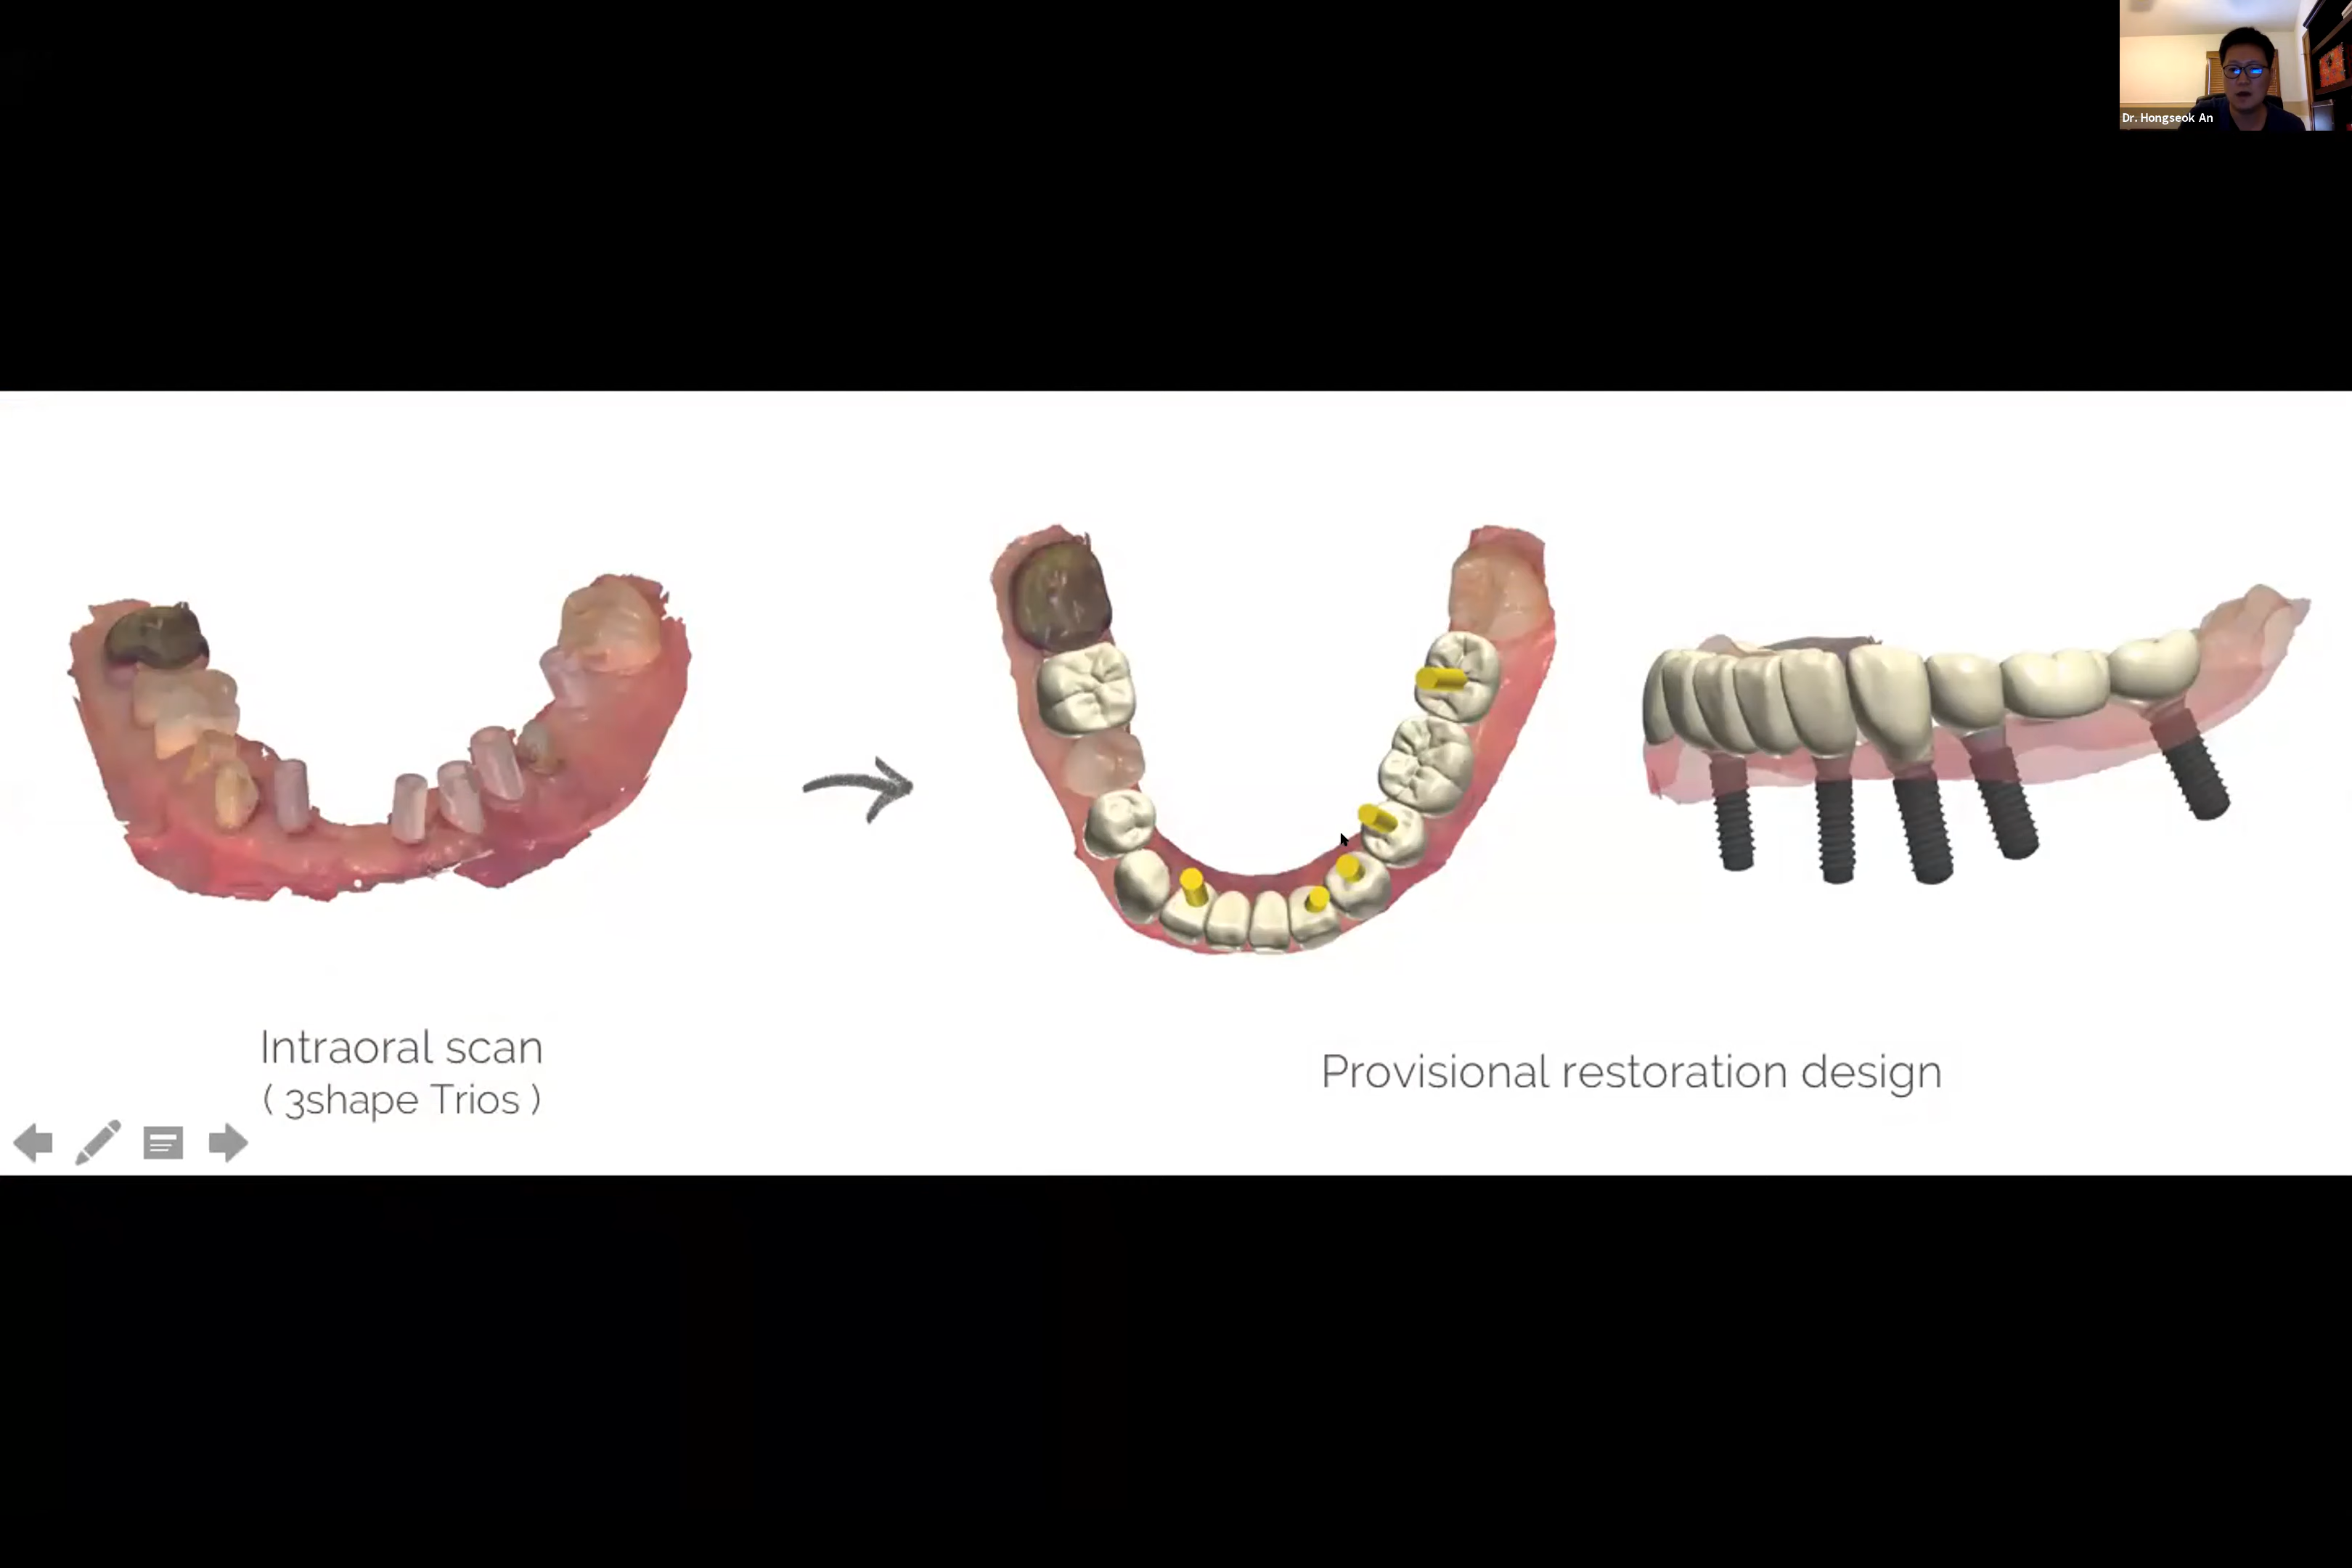 Dr. Hongseok An
Intraoral scan
( 3shape Trios )
Provisional restoration design